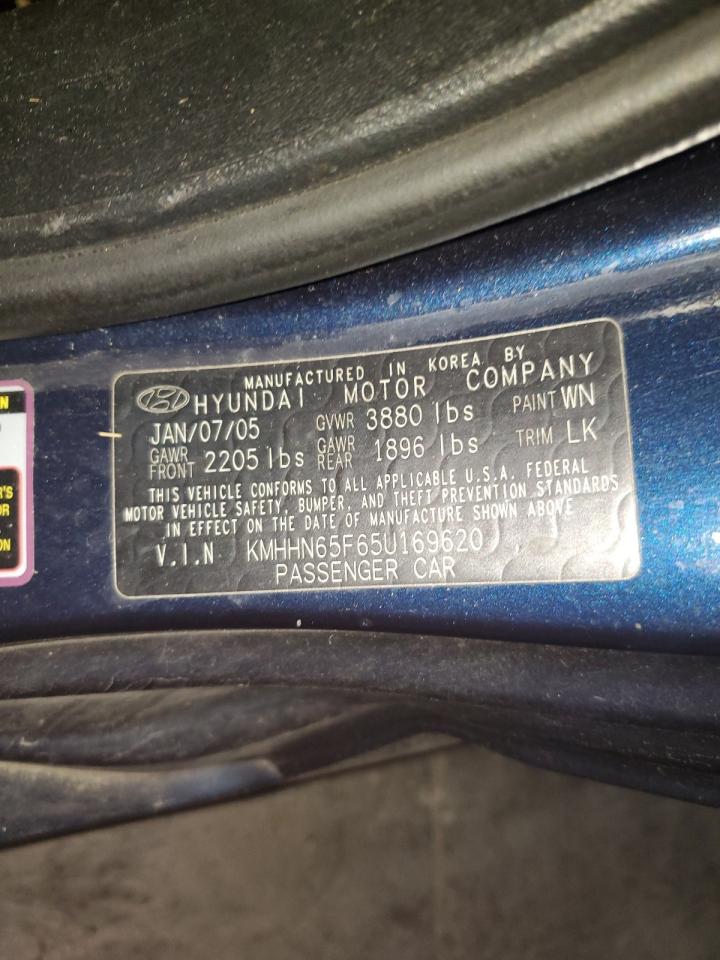 MANUFACTURED IN KOREA BY
HYUNDAI MOTOR COMPANY
JAN/07/05 GVWR 3880 lbs PAINT WN
GAWR FRONT 2205 lbs GAWR REAR 1896 lbs TRIM LK
THIS VEHICLE CONFORMS TO ALL APPLICABLE U.S.A. FEDERAL
MOTOR VEHICLE SAFETY, BUMPER, AND THEFT PREVENTION STANDARDS
IN EFFECT ON THE DATE OF MANUFACTURE SHOWN ABOVE
V.I.N KMHHN65F65U169620
PASSENGER CAR